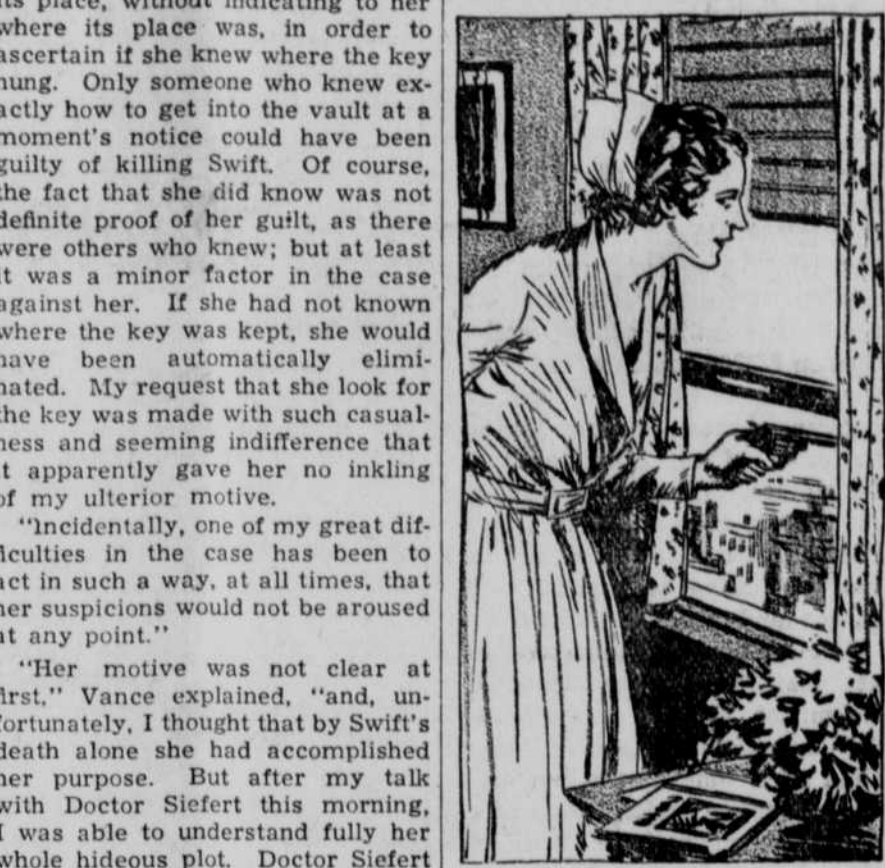 its place, without indicating to her
where its place was, in order to
ascertain if she knew where the key
hung. Only someone who knew ex-
actly how to get into the vault at a
moment's notice could have been
guilty of killing Swift. Of course,
the fact that she did know was not
definite proof of her guilt, as there
were others who knew; but at least
it was a minor factor in the case
against her. If she had not known
where the key was kept, she would
have been automatically elimi-
nated. My request that she look for
the key was made with such casual-
ness and seeming indifference that
it apparently gave her no inkling
of my ulterior motive.
"Incidentally, one of my great dif-
ficulties in the case has been to
act in such a way, at all times, that
her suspicions would not be aroused
at any point."
"Her motive was not clear at
first," Vance explained, "and, un-
fortunately, I thought that by Swift's
death alone she had accomplished
her purpose. But after my talk
with Doctor Siefert this morning,
I was able to understand fully her
whole hideous plot. Doctor Siefert